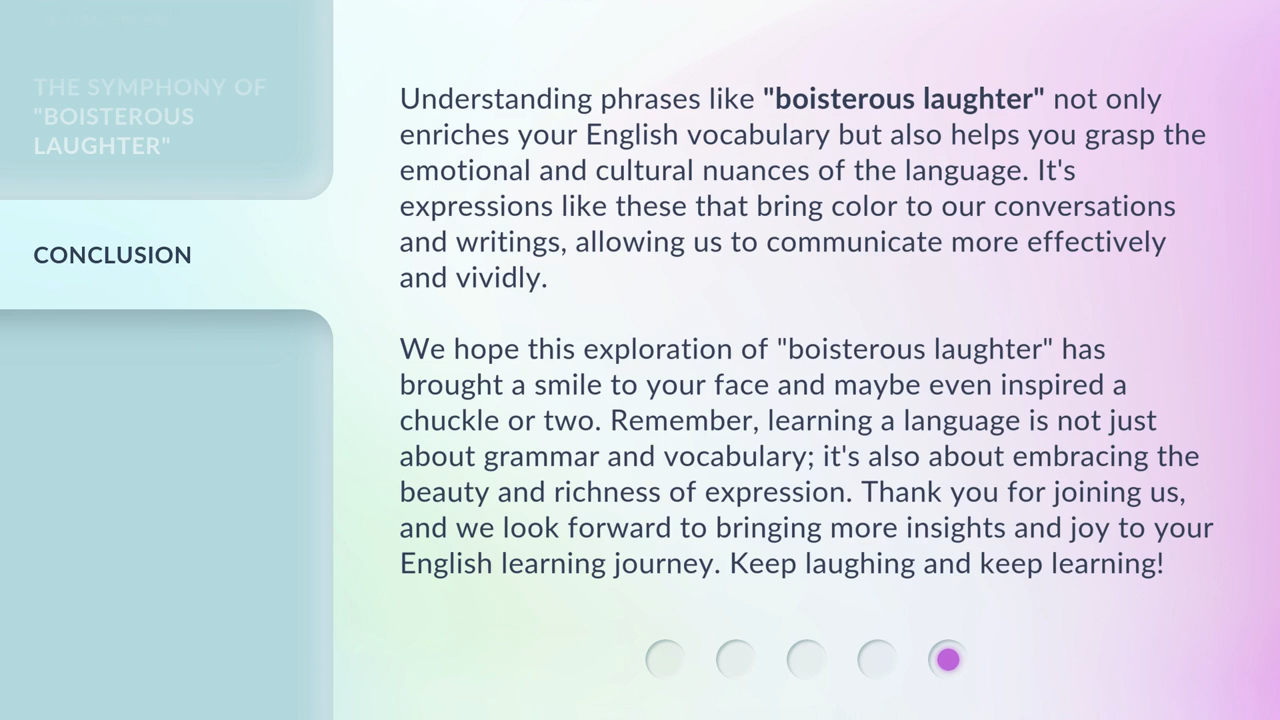 THE SYMPHONY OF
"BOISTEROUS
LAUGHTER"
CONCLUSION
Understanding phrases like "boisterous laughter" not only
enriches your English vocabulary but also helps you grasp the
emotional and cultural nuances of the language. It's
expressions like these that bring color to our conversations
and writings, allowing us to communicate more effectively
and vividly.
We hope this exploration of "boisterous laughter" has
brought a smile to your face and maybe even inspired a
chuckle or two. Remember, learning a language is not just
about grammar and vocabulary; it's also about embracing the
beauty and richness of expression. Thank you for joining us,
and we look forward to bringing more insights and joy to your
English learning journey. Keep laughing and keep learning!